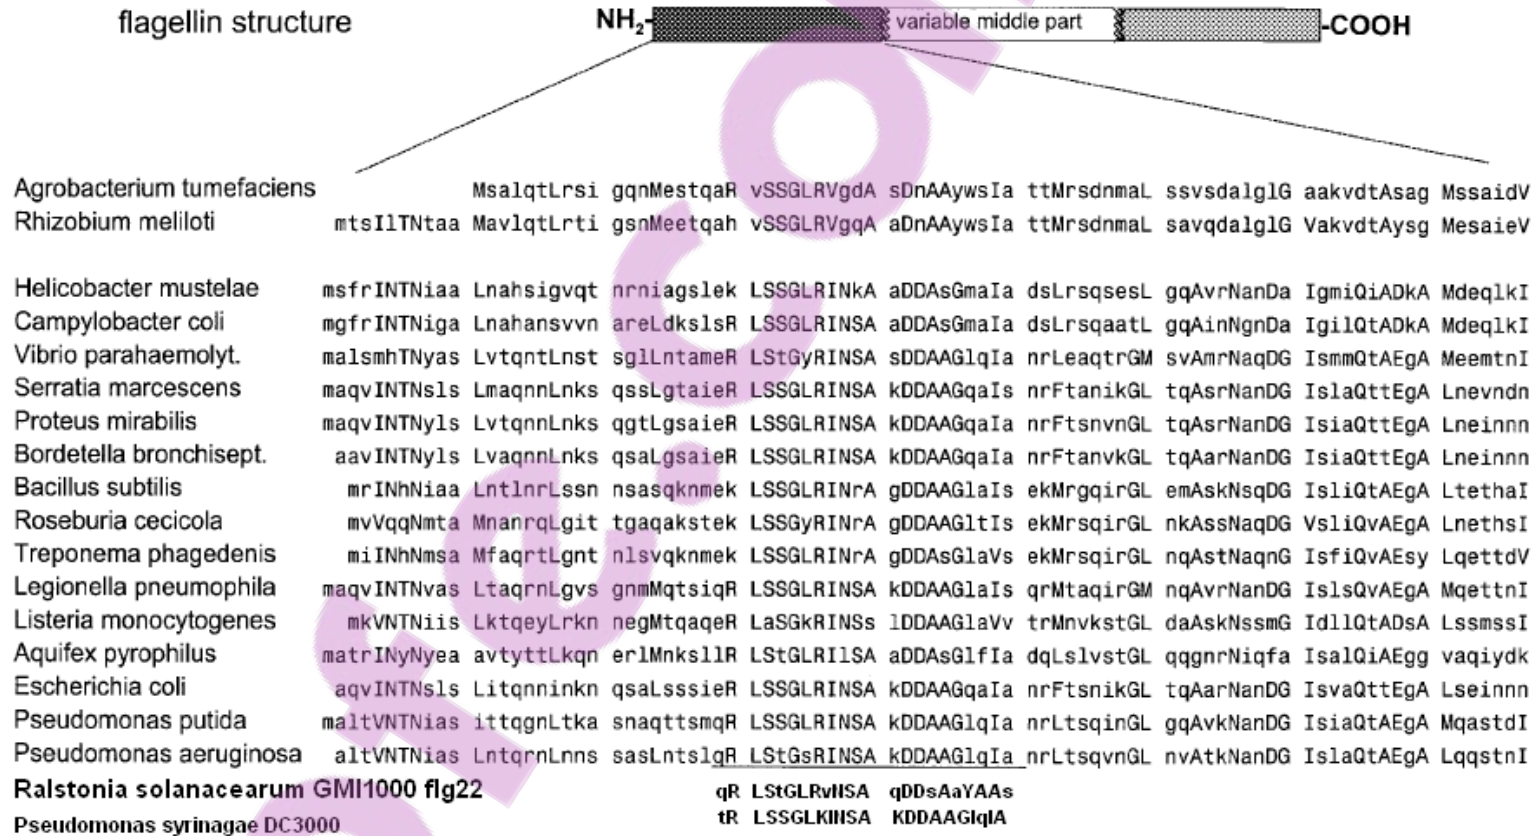 flagellin structure NH2- variable middle part -COOH
Agrobacterium tumefaciens Msalqtlrsi gqnMestqaR vSSGLRVgdA sDnAAywsIa ttMrsdnmaL ssvsdalglG aakvdtAsag MssaidV
Rhizobium meliloti mtsIlTNtaa MavlqtLrti gsnMeetqah vSSGLRVgqA aDnAAywsIa ttMrsdnmaL savqdalglG VakvdtAysg MesaieV
Helicobacter mustelae msfrINTNiaa Lnahsigvqt nrniagslek LSSGLRINkA aDDAsGmaIa dsLrsqsesL gqAvrNanDa IgmiQiADkA MdeqlkI
Campylobacter coli mgfrINTNiga Lnahansvvn areLdkslsR LSSGLRINSA aDDAsGmaIa dsLrsqaatL gqAinNgnDa IgilQtADkA MdeqlkI
Vibrio parahaemolyt. malsmhTNyas LvtqntLnst sglLntameR LStGyRINSA sDDAAGlqIa nrLeaqtrGM svAmrNaqDG IsmmQtAEgA MeemtnI
Serratia marcescens maqvINTNsls LmaqnnLnks qssLgtaieR LSSGLRINSA kDDAAGqaIs nrFtanikGL tqAsrNanDG IslaQttEgA Lnevndn
Proteus mirabilis maqvINTNyls LvtqnnLnks qgtLgsaieR LSSGLRINSA kDDAAGqaIa nrFtsnvnGL tqAsrNanDG IsiaQttEgA Lneinnn
Bordetella bronchisept. aavINTNyls LvaqnnLnks qsaLgsaieR LSSGLRINSA kDDAAGqaIa nrFtanvkGL tqAarNanDG IsiaQttEgA Lneinnn
Bacillus subtilis mrINhNiaa LntlnrLssn nsasqknmek LSSGLRINrA gDDAAGlaIs ekMrgqirGL emAskNsqDG IsliQtAEgA LtethaI
Roseburia cecicola mvVqqNmta MnanrqLgit tgaqakstek LSSGyRINrA gDDAAGltIs ekMrsqirGL nkAssNaqDG VsliQvAEgA LnethsI
Treponema phagedenis miINhNmsa MfaqrtLgnt nlsvqknmek LSSGLRINrA gDDAsGlaVs ekMrsqirGL nqAstNaqnG IsfiQvAEsy LqettdV
Legionella pneumophila maqvINTNvas LtaqrnLgvs gnmMqtsiqR LSSGLRINSA kDDAAGlaIs qrMtaqirGM nqAvrNanDG IslsQvAEgA MqettnI
Listeria monocytogenes mkVNTNiis LktqeyLrkn negMtqaqeR LaSGkRINSs lDDAAGlaVv trMnvkstGL daAskNssmG IdllQtADsA LssmssI
Aquifex pyrophilus matrINyNyea avtyttLkqn erlMnksllR LStGLRIlSA aDDAsGlfIa dqLslvstGL qqgnrNiqfa IsalQiAEgg vaqiydk
Escherichia coli aqvINTNsls Litqnninkn qsaLsssieR LSSGLRINSA kDDAAGqaIa nrFtsnikGL tqAarNanDG IsvaQttEgA Lseinnn
Pseudomonas putida maltVNTNias ittqgnLtka snaqttsmqR LSSGLRINSA kDDAAGlqIa nrLtsqinGL gqAvkNanDG IsiaQtAEgA MqastdI
Pseudomonas aeruginosa altVNTNias LntqrnLnns sasLntslqR LStGsRINSA kDDAAGlqIa nrLtsqvnGL nvAtkNanDG IslaQtAEgA LqqstnI
Ralstonia solanacearum GMI1000 flg22 qR LStGLRvNSA qDDsAaYAAs
Pseudomonas syrinagae DC3000 tR LSSGLKINSA KDDAAGlqIA